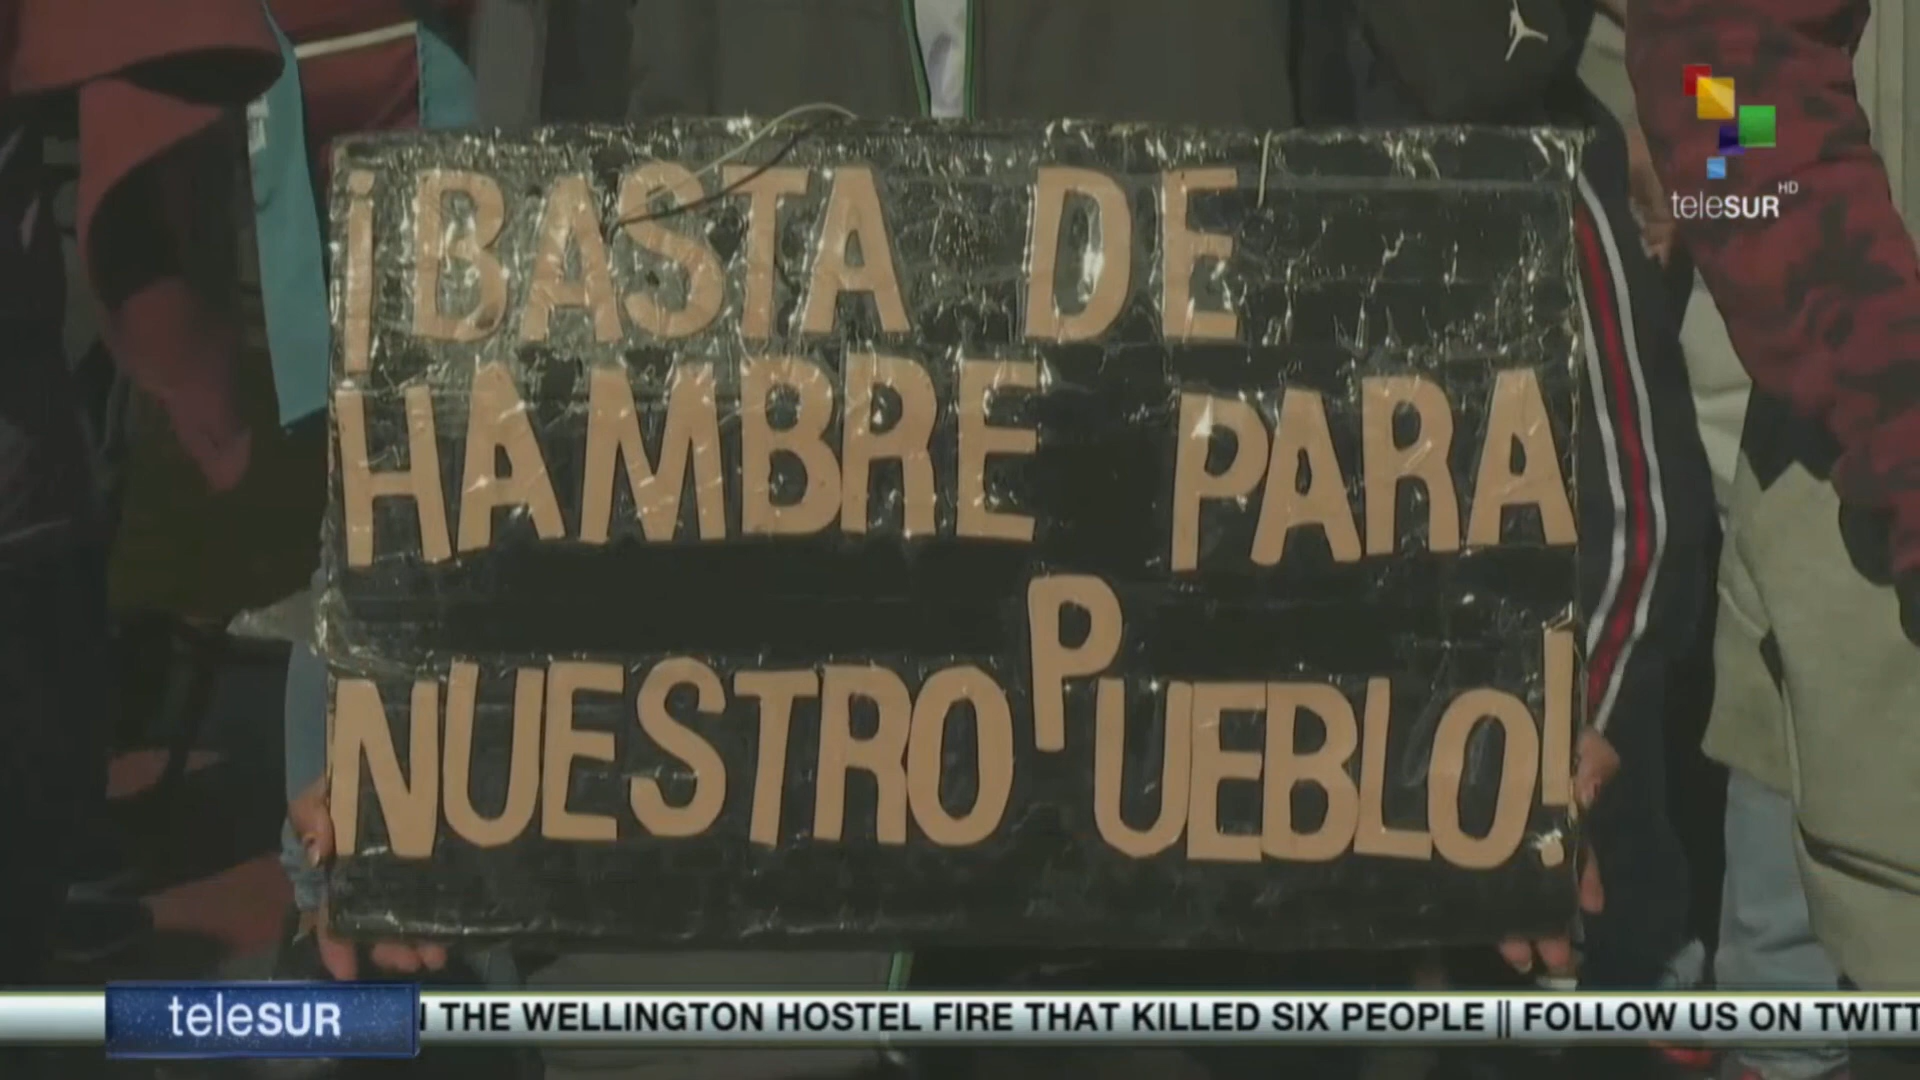 ¡BASTA DE
HAMBRE PARA
NUESTRO PUEBLO!
teleSUR HD
teleSUR
THE WELLINGTON HOSTEL FIRE THAT KILLED SIX PEOPLE || FOLLOW US ON